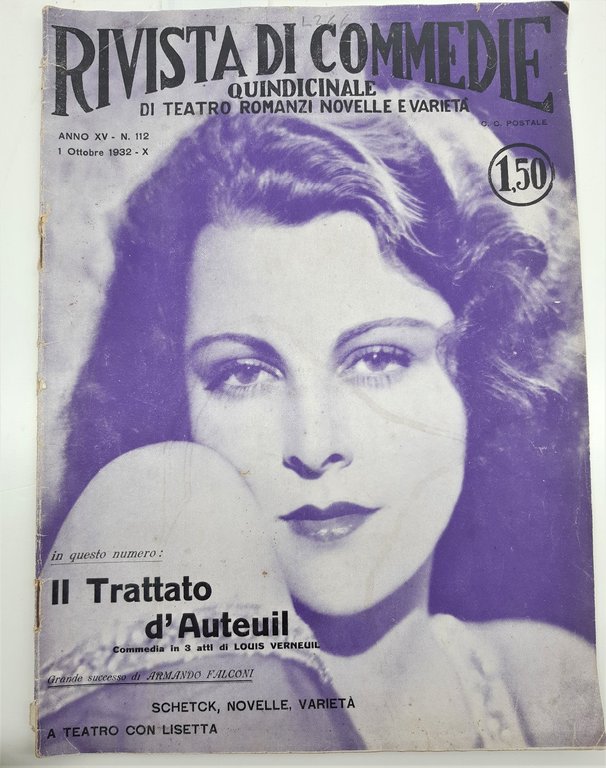 L266
RIVISTA DI COMMEDIE
QUINDICINALE
DI TEATRO ROMANZI NOVELLE E VARIETÀ
ANNO XV - N. 112
1 Ottobre 1932 - X
C. C. POSTALE
1,50
in questo numero:
Il Trattato
d'Auteuil
Commedia in 3 atti di LOUIS VERNEUIL
Grande successo di ARMANDO FALCONI
SCHETCK, NOVELLE, VARIETÀ
A TEATRO CON LISETTA